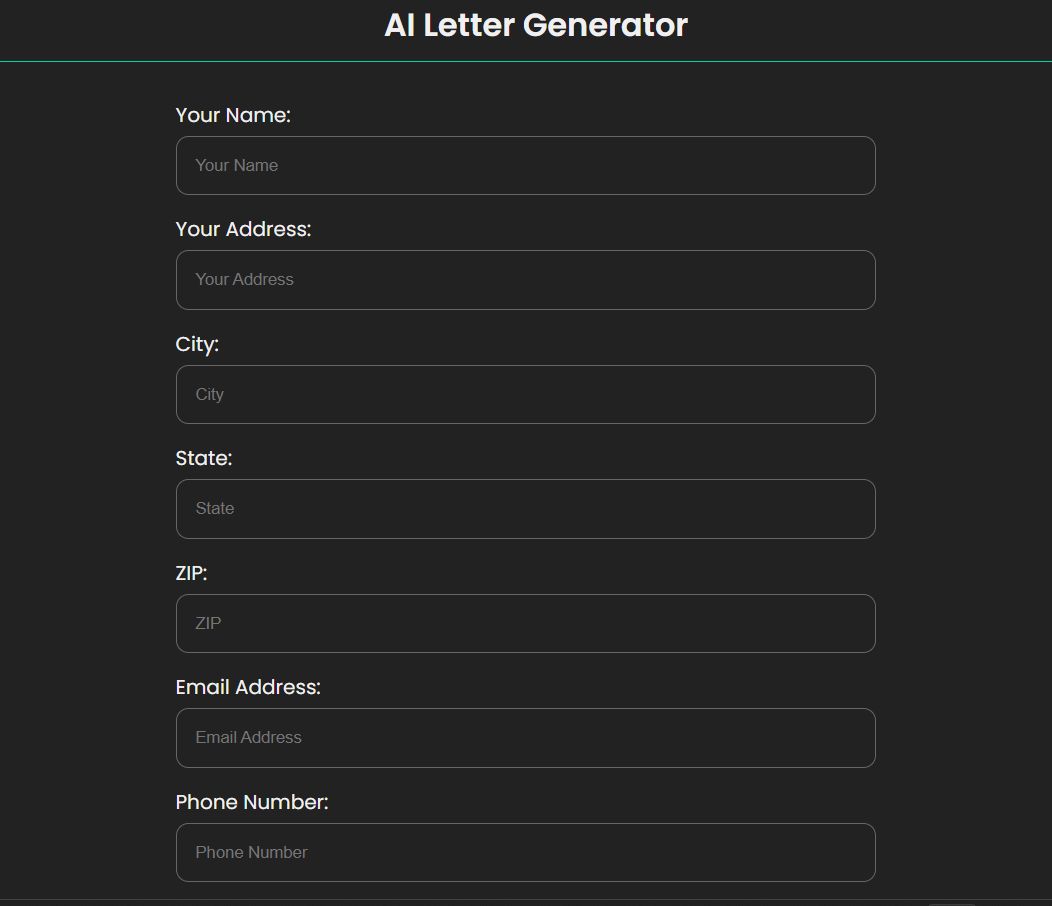 AI Letter Generator
Your Name:
Your Name
Your Address:
Your Address
City:
City
State:
State
ZIP:
ZIP
Email Address:
Email Address
Phone Number:
Phone Number